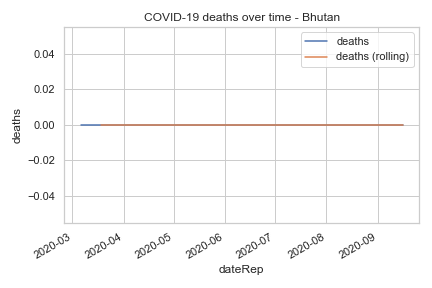 COVID-19 deaths over time - Bhutan
deaths
deaths (rolling)
0.04
0.02
0.00
−0.02
−0.04
deaths
2020-03
2020-04
2020-05
2020-06
2020-07
2020-08
2020-09
dateRep